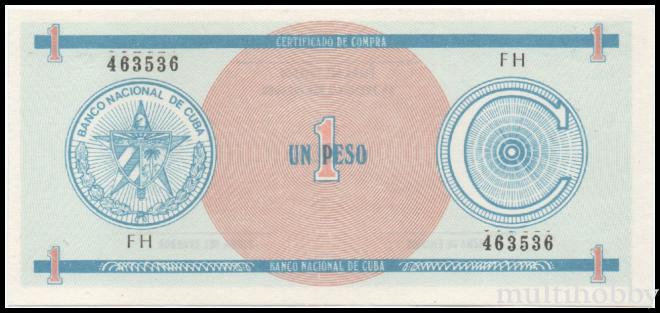 1 CERTIFICADO DE COMPRA 1
463536 FH
BANCO NACIONAL DE CUBA
C
UN PESO
1
FH 463536
1 BANCO NACIONAL DE CUBA 1
multihobby